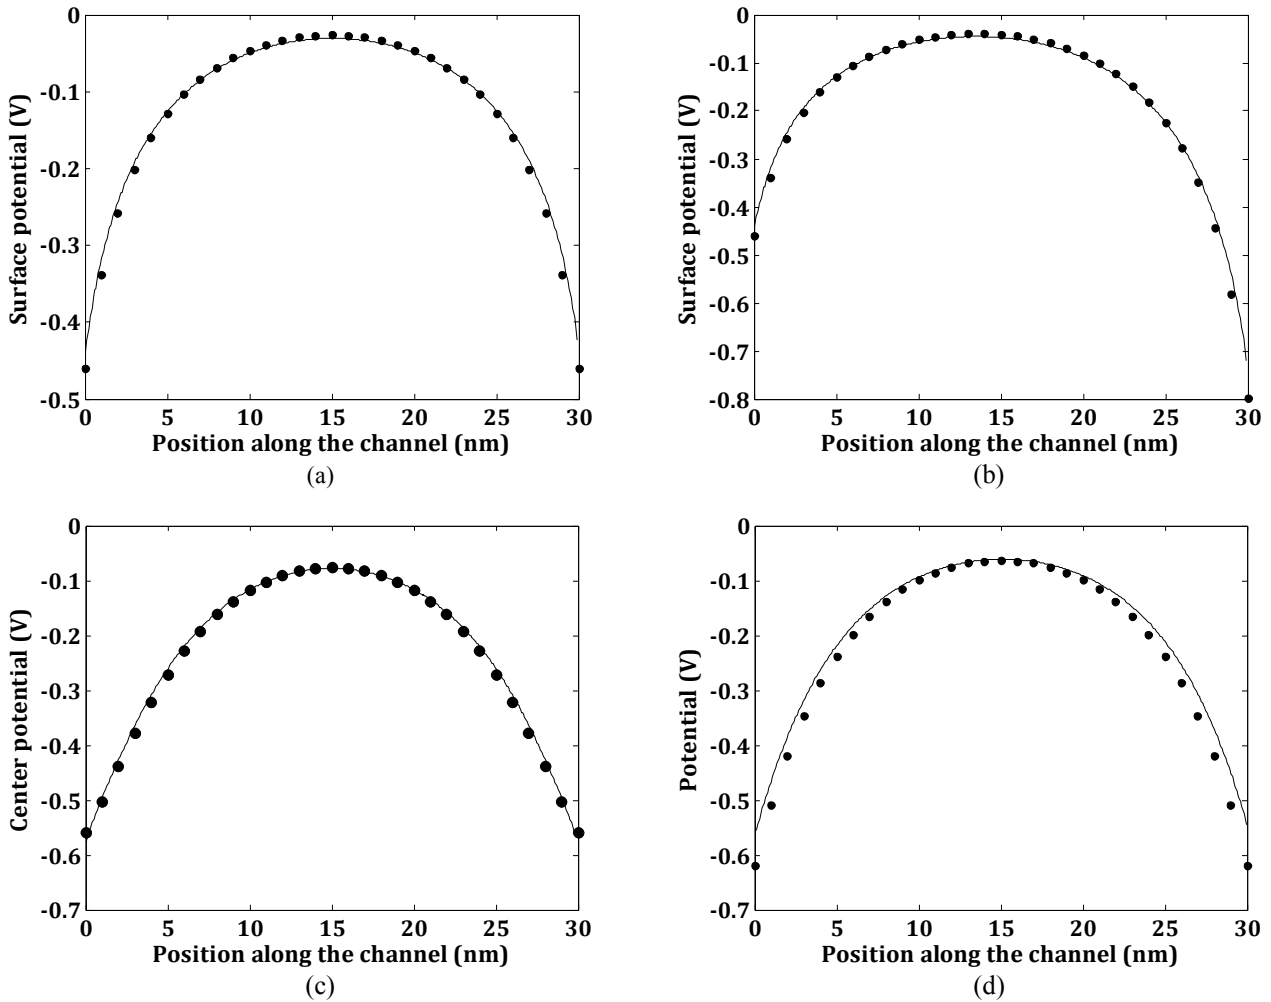 0
-0.1
-0.2
-0.3
-0.4
-0.5
Surface potential (V)
0 5 10 15 20 25 30
Position along the channel (nm)
(a)
0
-0.1
-0.2
-0.3
-0.4
-0.5
-0.6
-0.7
-0.8
Surface potential (V)
0 5 10 15 20 25 30
Position along the channel (nm)
(b)
0
-0.1
-0.2
-0.3
-0.4
-0.5
-0.6
-0.7
Center potential (V)
0 5 10 15 20 25 30
Position along the channel (nm)
(c)
0
-0.1
-0.2
-0.3
-0.4
-0.5
-0.6
-0.7
Potential (V)
0 5 10 15 20 25 30
Position along the channel (nm)
(d)